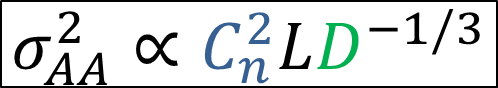 σ²_AA ∝ C²_n L D^−1/3